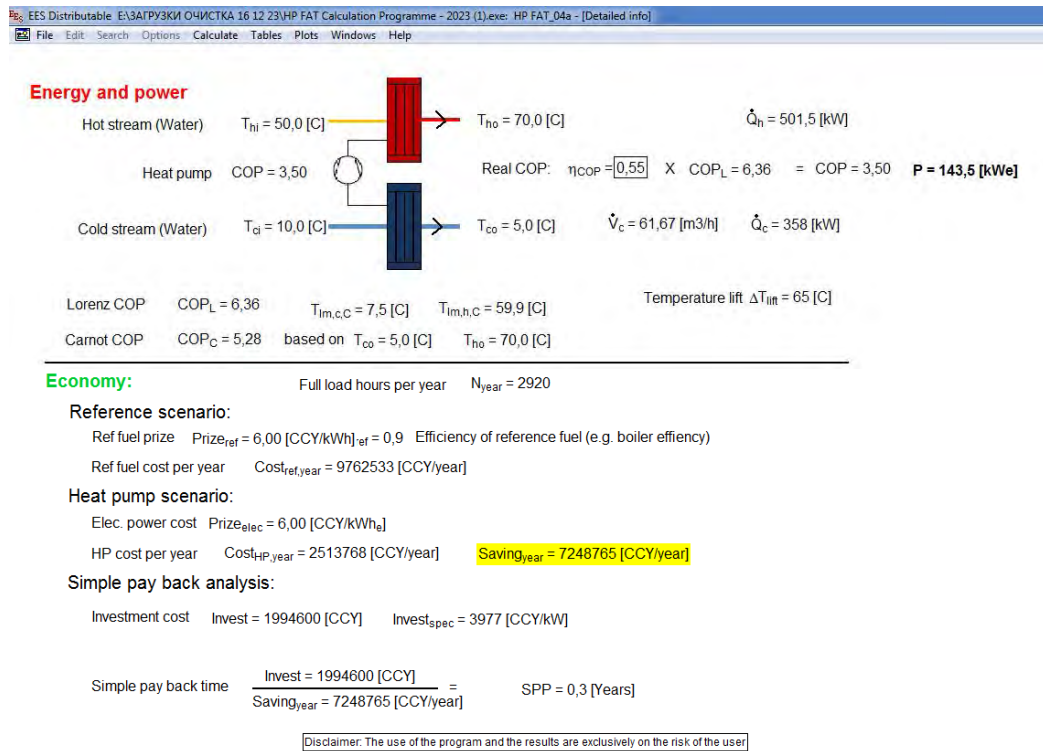 EES Distributable E:\ЗАГРУЗКИ ОЧИСТКА 16 12 23\HP FAT Calculation Programme - 2023 (1).exe: HP FAT_04a - [Detailed info]
File Edit Search Options Calculate Tables Plots Windows Help
Energy and power
Hot stream (Water) Thi = 50,0 [C] Tho = 70,0 [C] Q̇h = 501,5 [kW]
Heat pump COP = 3,50 Real COP: ηCOP = 0,55 X COPL = 6,36 = COP = 3,50 P = 143,5 [kWe]
Cold stream (Water) Tci = 10,0 [C] Tco = 5,0 [C] V̇c = 61,67 [m3/h] Q̇c = 358 [kW]
Lorenz COP COPL = 6,36 Tlm,c,C = 7,5 [C] Tlm,h,C = 59,9 [C] Temperature lift ΔTlift = 65 [C]
Carnot COP COPC = 5,28 based on Tco = 5,0 [C] Tho = 70,0 [C]
Economy: Full load hours per year Nyear = 2920
Reference scenario:
Ref fuel prize Prizeref = 6,00 [CCY/kWh] ref = 0,9 Efficiency of reference fuel (e.g. boiler effiency)
Ref fuel cost per year Costref,year = 9762533 [CCY/year]
Heat pump scenario:
Elec. power cost Prizeelec = 6,00 [CCY/kWhe]
HP cost per year CostHP,year = 2513768 [CCY/year] Savingyear = 7248765 [CCY/year]
Simple pay back analysis:
Investment cost Invest = 1994600 [CCY] Investspec = 3977 [CCY/kW]
Simple pay back time Invest = 1994600 [CCY] = SPP = 0,3 [Years]
Savingyear = 7248765 [CCY/year]
Disclaimer: The use of the program and the results are exclusively on the risk of the user